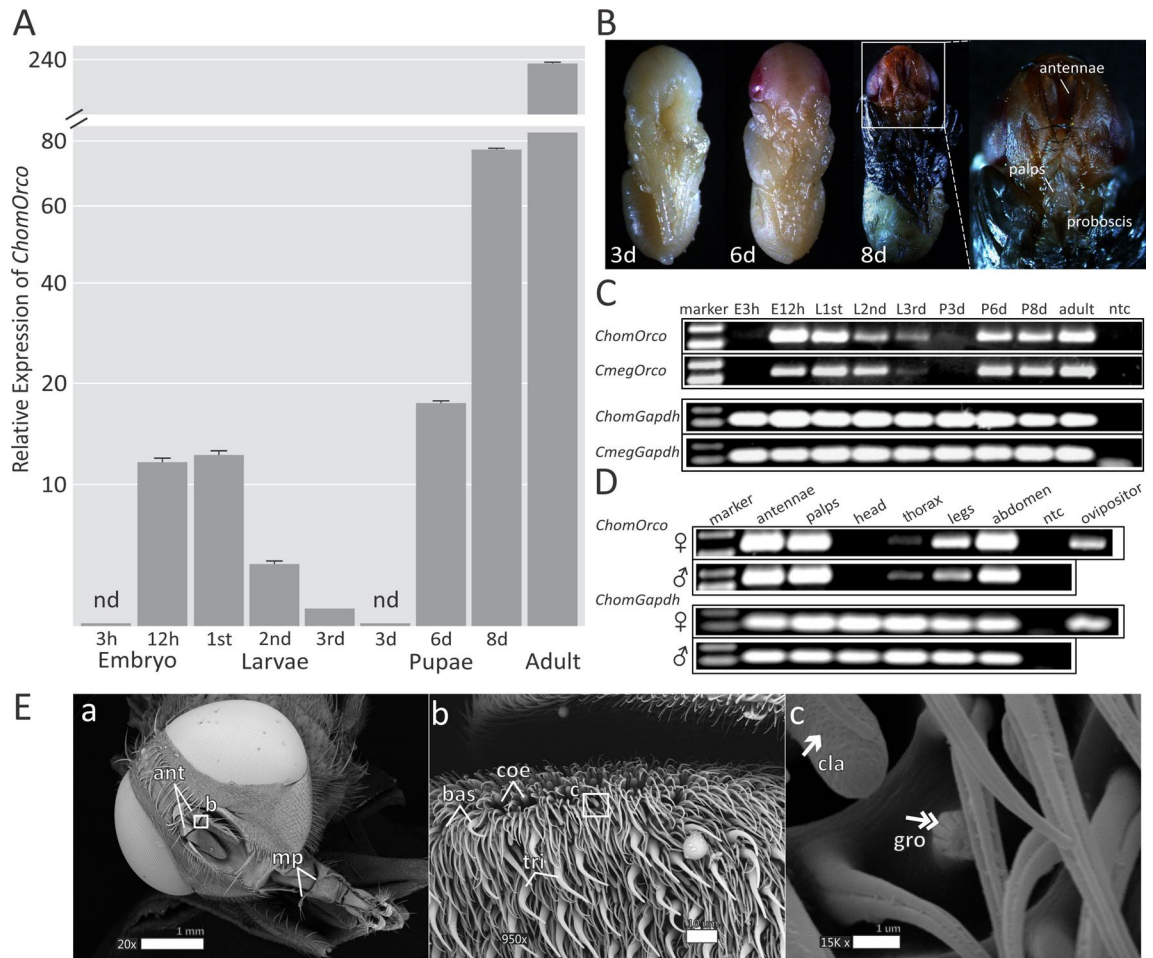 A
Relative Expression of ChomOrco
240
80
60
40
20
10
nd
nd
3h 12h 1st 2nd 3rd 3d 6d 8d
Embryo Larvae Pupae Adult
B
3d
6d
8d
antennae
palps
proboscis
C
marker E3h E12h L1st L2nd L3rd P3d P6d P8d adult ntc
ChomOrco
CmegOrco
ChomGapdh
CmegGapdh
D
marker antennae palps head thorax legs abdomen ntc ovipositor
ChomOrco
♀
♂
ChomGapdh
♀
♂
E
a
ant
b
mp
20x
1 mm
b
coe
bas
c
tri
950x
10 um
c
cla
gro
15K x
1 um